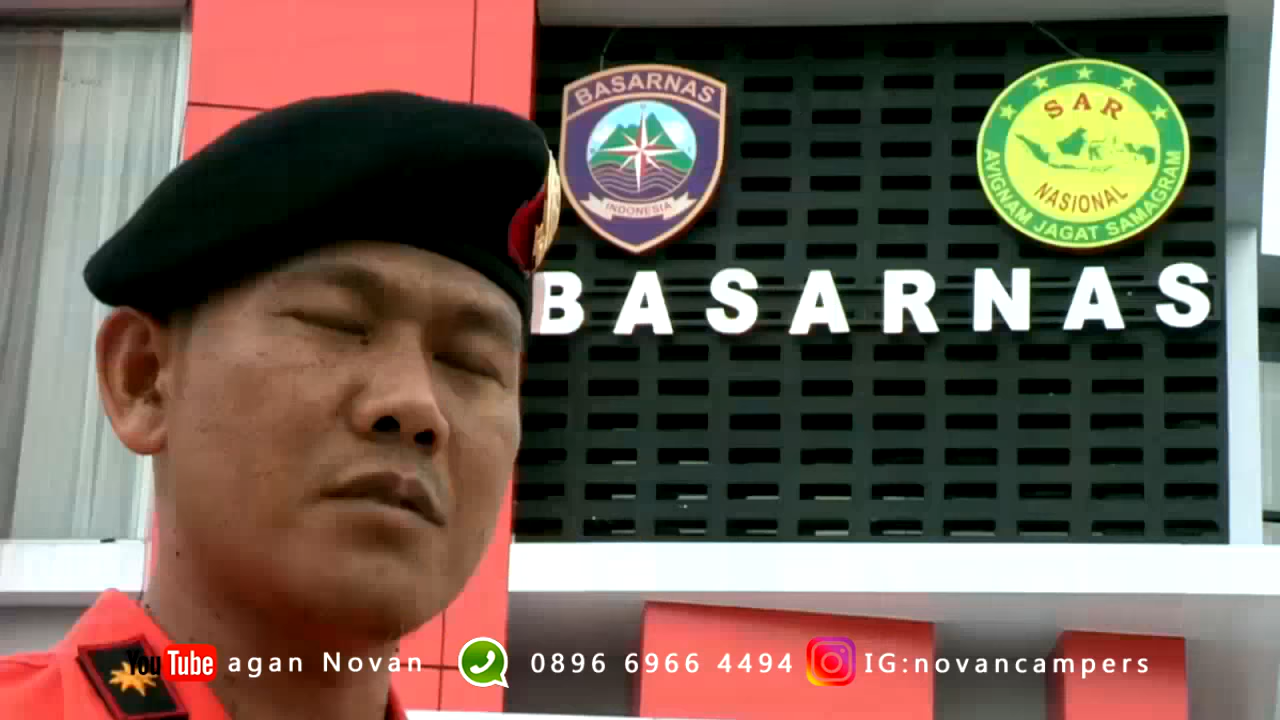 BASARNAS
INDONESIA
SAR
NASIONAL
AVIGNAM JAGAT SAMAGRAM
BASARNAS
YouTube agan Novan 0896 6966 4494 IG:novancampers